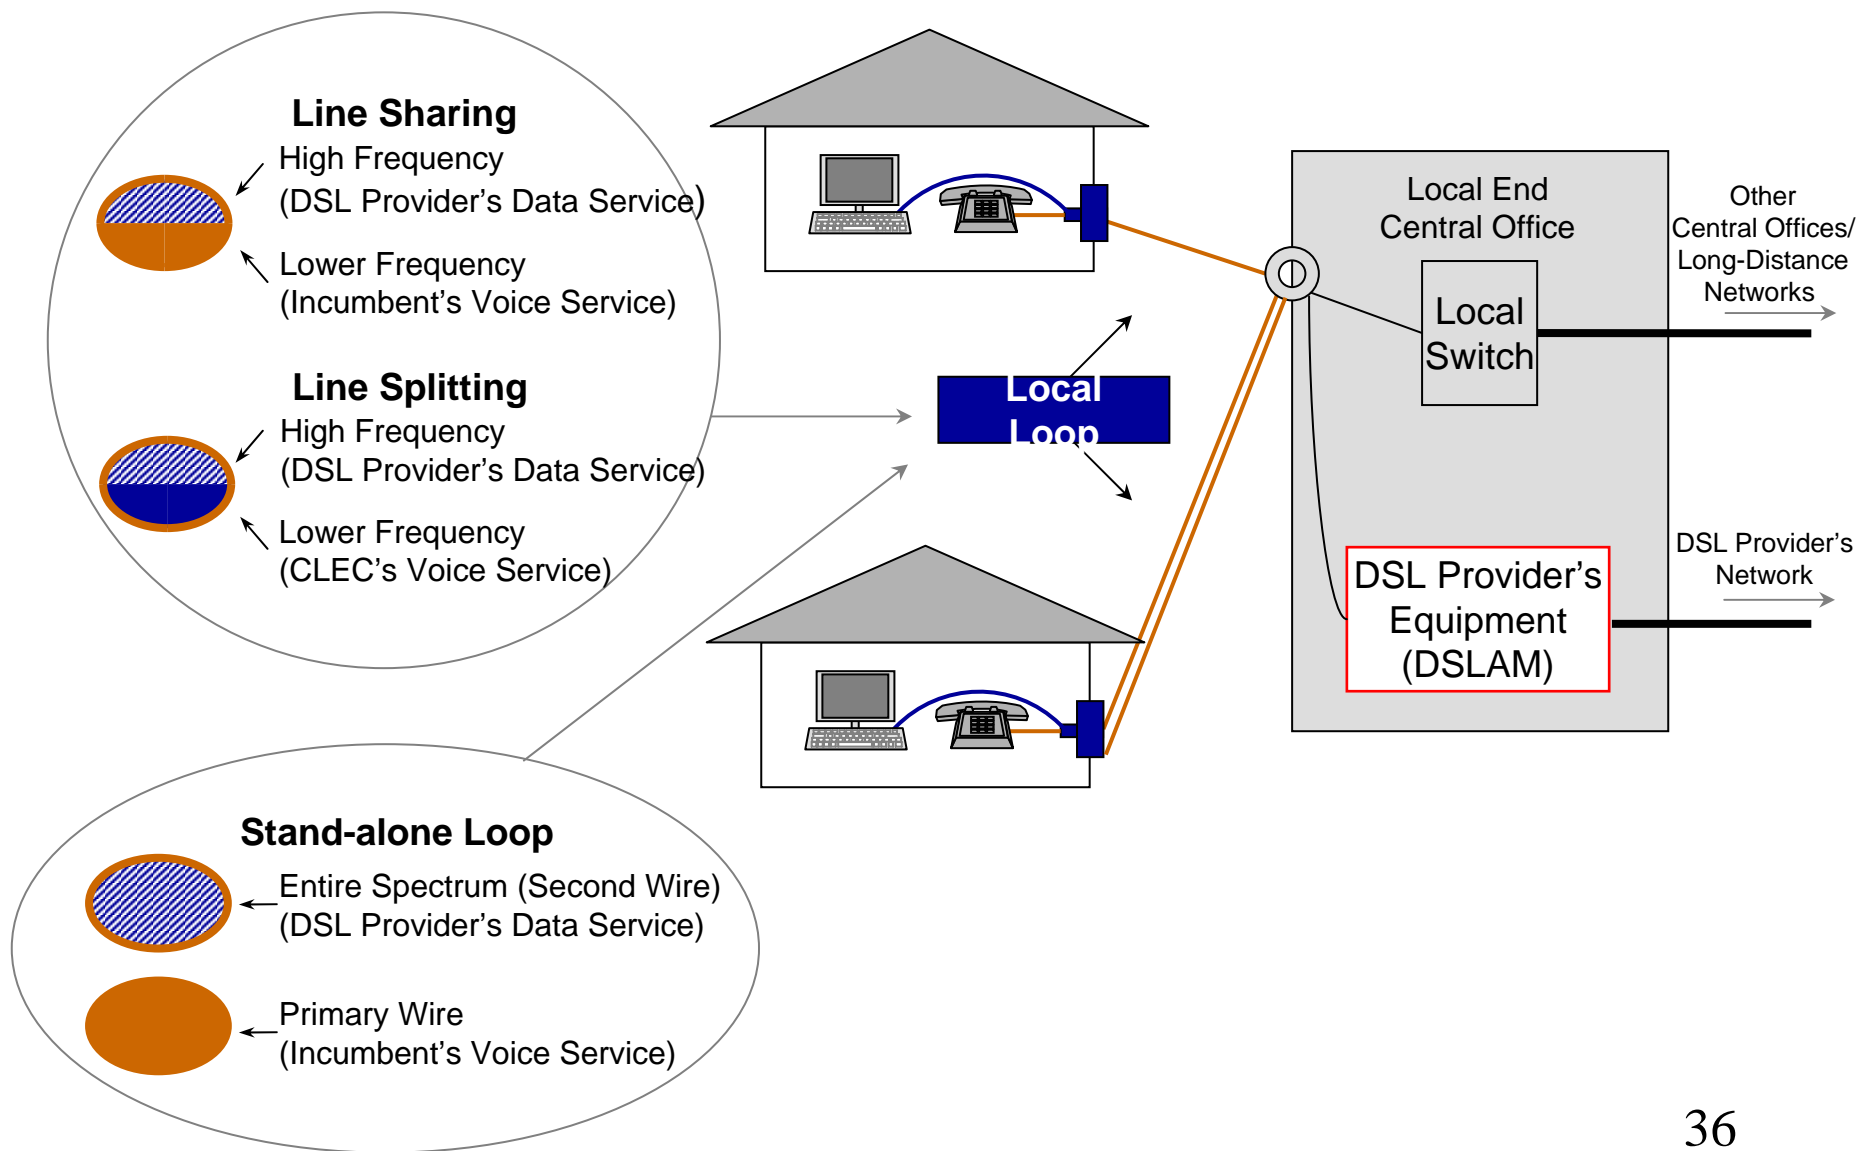 Line Sharing
High Frequency
(DSL Provider's Data Service)
Lower Frequency
(Incumbent's Voice Service)
Line Splitting
High Frequency
(DSL Provider's Data Service)
Lower Frequency
(CLEC's Voice Service)
Stand-alone Loop
Entire Spectrum (Second Wire)
(DSL Provider's Data Service)
Primary Wire
(Incumbent's Voice Service)
Local
Loop
Local End
Central Office
Local
Switch
DSL Provider's
Equipment
(DSLAM)
Other
Central Offices/
Long-Distance
Networks
DSL Provider's
Network
36